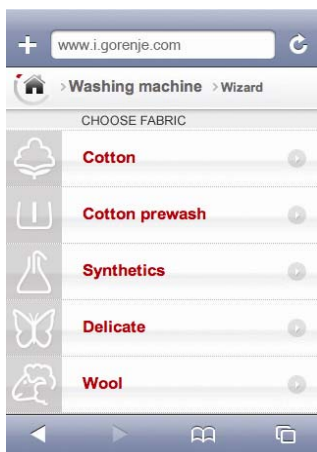 www.i.gorenje.com
Washing machine Wizard
CHOOSE FABRIC
Cotton
Cotton prewash
Synthetics
Delicate
Wool